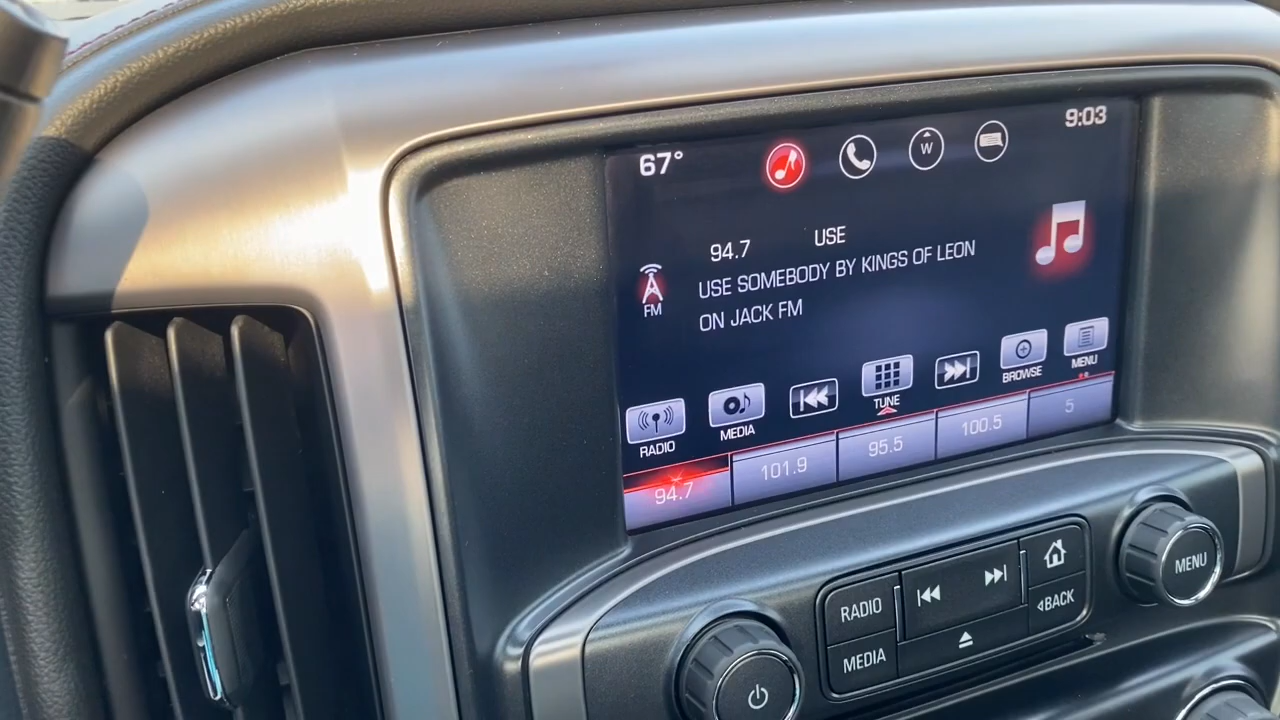 67°
W
9:03
94.7 USE
USE SOMEBODY BY KINGS OF LEON
ON JACK FM
FM
RADIO
MEDIA
TUNE
BROWSE
MENU
94.7
101.9
95.5
100.5
5
RADIO
MEDIA
BACK
MENU